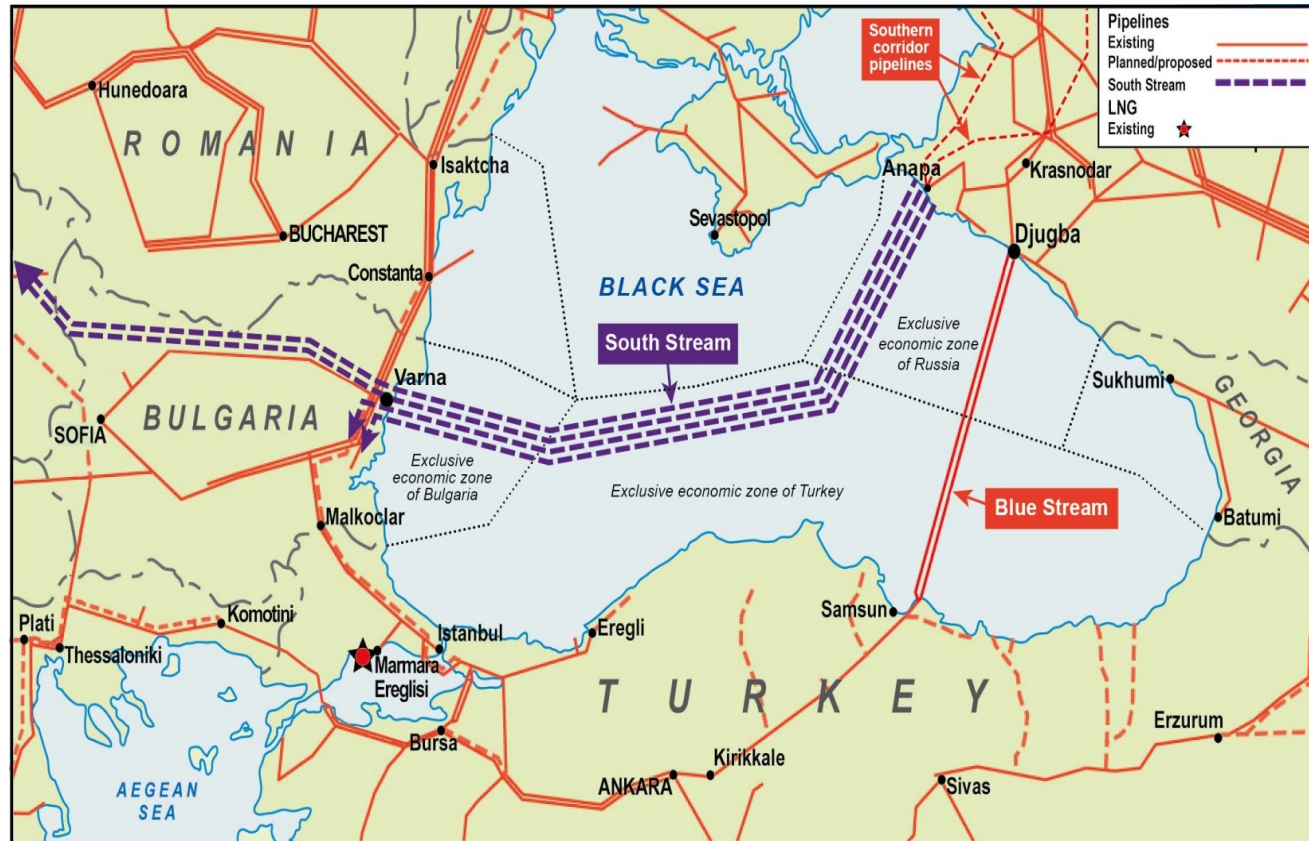 Pipelines
Existing
Planned/proposed
South Stream
LNG
Existing
Southern
corridor
pipelines
Hunedoara
ROMANIA
Isaktcha
Anapa
Krasnodar
BUCHAREST
Sevastopol
Djugba
Constanta
BLACK SEA
South Stream
Exclusive
economic zone
of Russia
Varna
Sukhumi
GEORGIA
BULGARIA
SOFIA
Exclusive
economic zone
of Bulgaria
Exclusive economic zone of Turkey
Blue Stream
Malkoclar
Batumi
Komotini
Samsun
Plati
Istanbul
Eregli
Thessaloniki
Marmara
Ereglisi
TURKEY
Bursa
Erzurum
Kirikkale
ANKARA
Sivas
AEGEAN
SEA